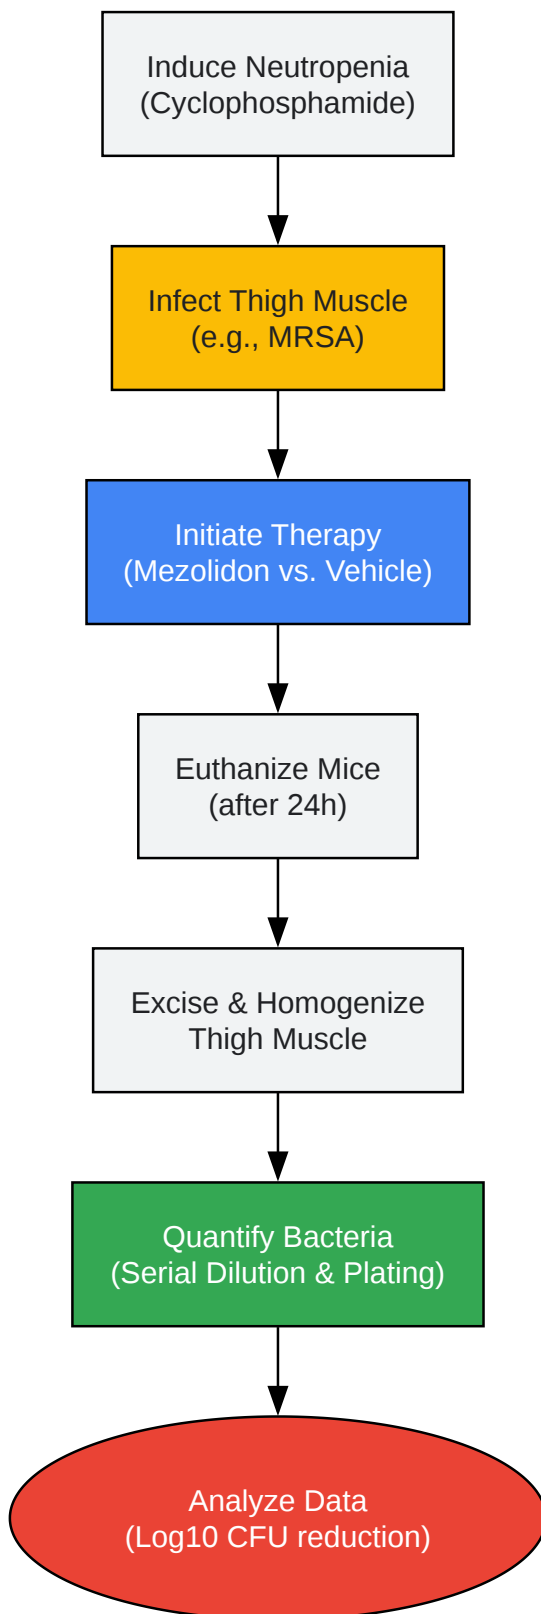 Induce Neutropenia
(Cyclophosphamide)
Infect Thigh Muscle
(e.g., MRSA)
Initiate Therapy
(Mezolidon vs. Vehicle)
Euthanize Mice
(after 24h)
Excise & Homogenize
Thigh Muscle
Quantify Bacteria
(Serial Dilution & Plating)
Analyze Data
(Log10 CFU reduction)